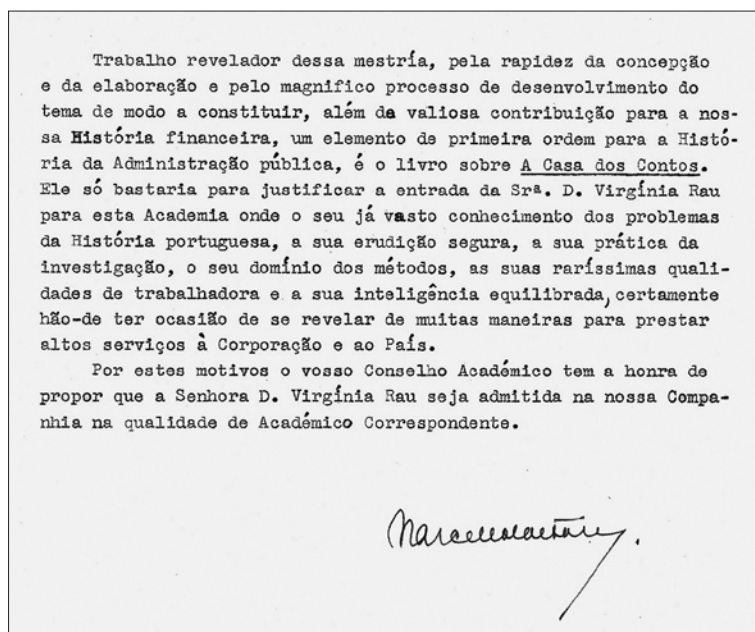 Trabalho revelador dessa mestría, pela rapidez da concepção
e da elaboração e pelo magnifico processo de desenvolvimento do
tema de modo a constituir, além de valiosa contribuição para a nos-
sa História financeira, um elemento de primeira ordem para a Histó-
ria da Administração pública, é o livro sobre A Casa dos Contos.
Ele só bastaria para justificar a entrada da Srª. D. Virgínia Rau
para esta Academia onde o seu já vasto conhecimento dos problemas
da História portuguesa, a sua erudição segura, a sua prática da
investigação, o seu domínio dos métodos, as suas raríssimas quali-
dades de trabalhadora e a sua inteligência equilibrada, certamente
hão-de ter ocasião de se revelar de muitas maneiras para prestar
altos serviços à Corporação e ao País.
Por estes motivos o vosso Conselho Académico tem a honra de
propor que a Senhora D. Virgínia Rau seja admitida na nossa Compa-
nhia na qualidade de Académico Correspondente.